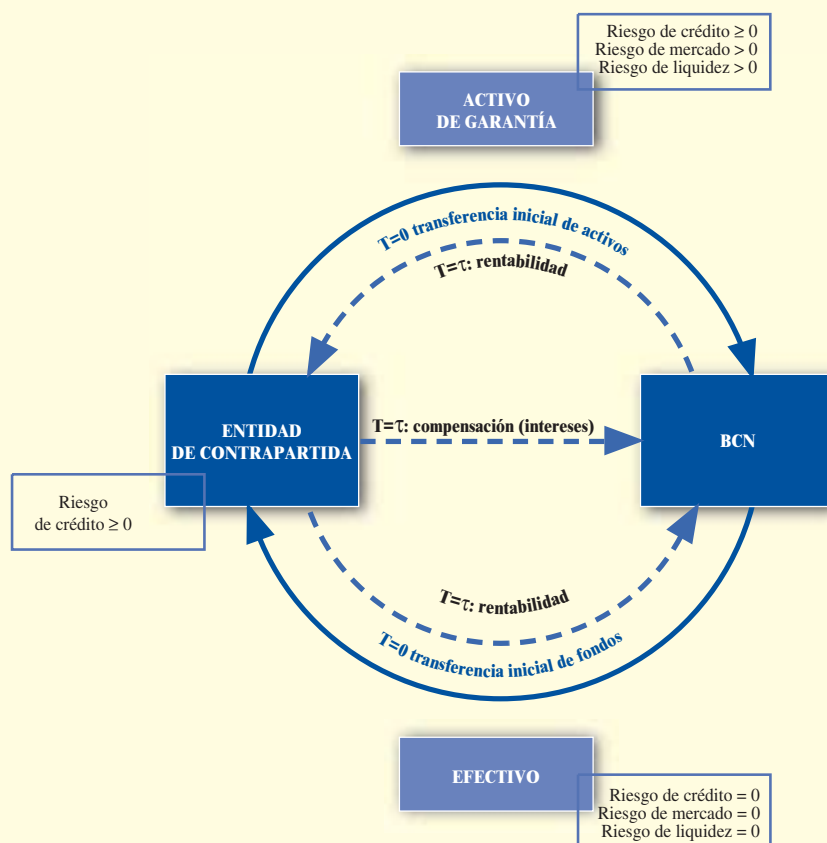 Riesgo de crédito ≥ 0
Riesgo de mercado > 0
Riesgo de liquidez > 0
ACTIVO
DE GARANTÍA
T=0 transferencia inicial de activos
T=τ: rentabilidad
ENTIDAD
DE CONTRAPARTIDA
T=τ: compensación (intereses)
BCN
Riesgo
de crédito ≥ 0
T=τ: rentabilidad
T=0 transferencia inicial de fondos
EFECTIVO
Riesgo de crédito = 0
Riesgo de mercado = 0
Riesgo de liquidez = 0